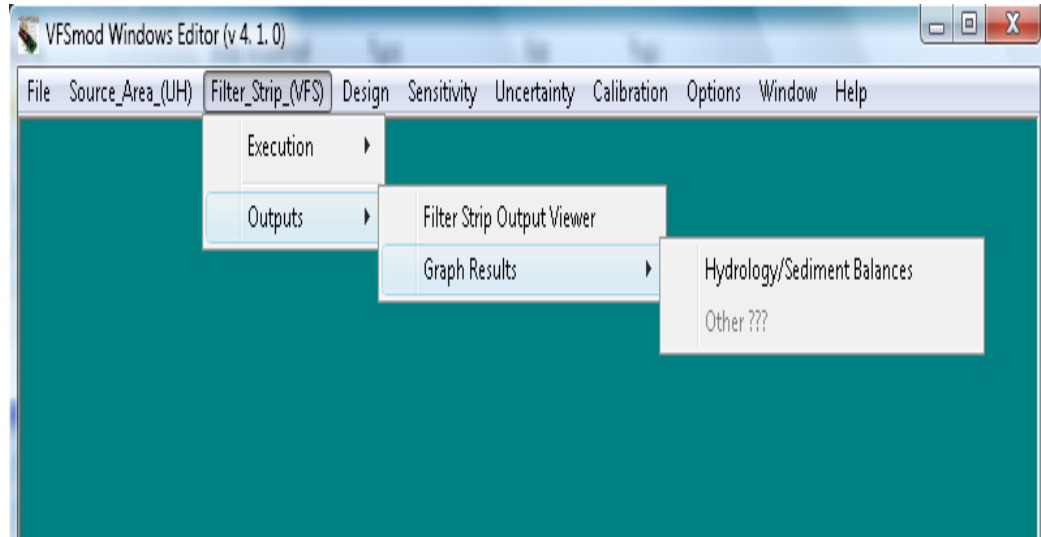 VFSmod Windows Editor (v 4. 1. 0)
File Source_Area_(UH) Filter_Strip_(VFS) Design Sensitivity Uncertainty Calibration Options Window Help
Execution
Outputs
Filter Strip Output Viewer
Graph Results
Hydrology/Sediment Balances
Other ???